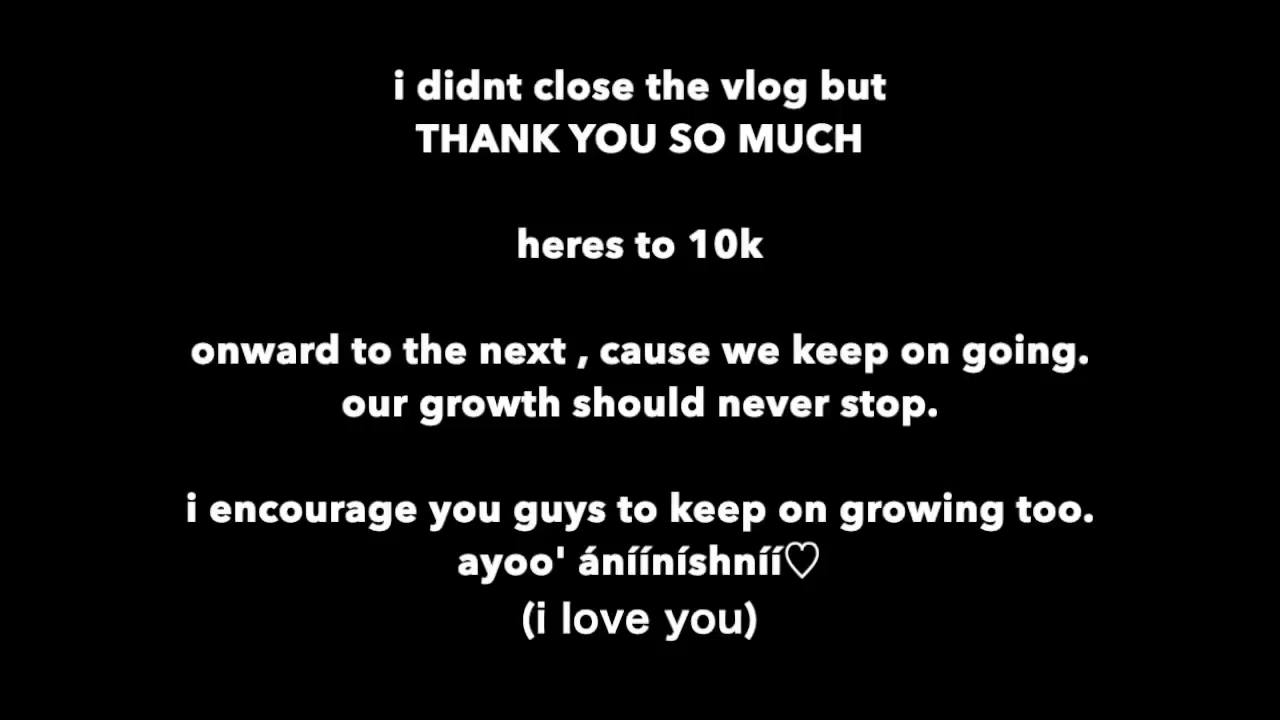 i didnt close the vlog but
THANK YOU SO MUCH
heres to 10k
onward to the next , cause we keep on going.
our growth should never stop.
i encourage you guys to keep on growing too.
ayoo' ánííníshníí♡
(i love you)